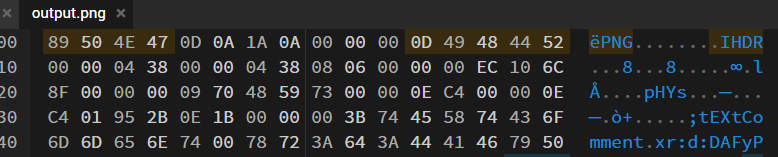 × output.png ×
00 89 50 4E 47 0D 0A 1A 0A 00 00 00 0D 49 48 44 52 ëPNG........IHDR
10 00 00 04 38 00 00 04 38 08 06 00 00 00 EC 10 6C ...8...8.....∞.l
20 8F 00 00 00 09 70 48 59 73 00 00 0E C4 00 00 0E Å....pHYs...─...
30 C4 01 95 2B 0E 1B 00 00 00 3B 74 45 58 74 43 6F ─.ò+.....;tEXtCo
40 6D 6D 65 6E 74 00 78 72 3A 64 3A 44 41 46 79 50 mment.xr:d:DAFyP